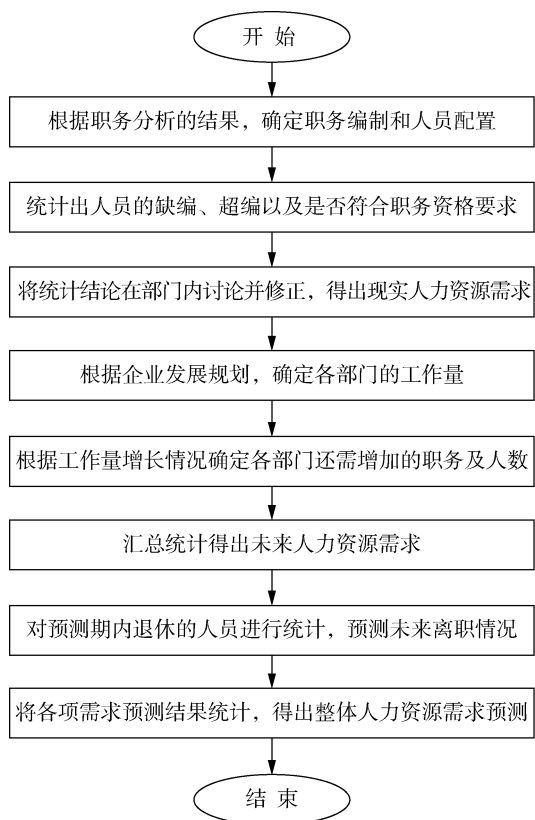 开 始
根据职务分析的结果，确定职务编制和人员配置
统计出人员的缺编、超编以及是否符合职务资格要求
将统计结论在部门内讨论并修正，得出现实人力资源需求
根据企业发展规划，确定各部门的工作量
根据工作量增长情况确定各部门还需增加的职务及人数
汇总统计得出未来人力资源需求
对预测期内退休的人员进行统计，预测未来离职情况
将各项需求预测结果统计，得出整体人力资源需求预测
结 束